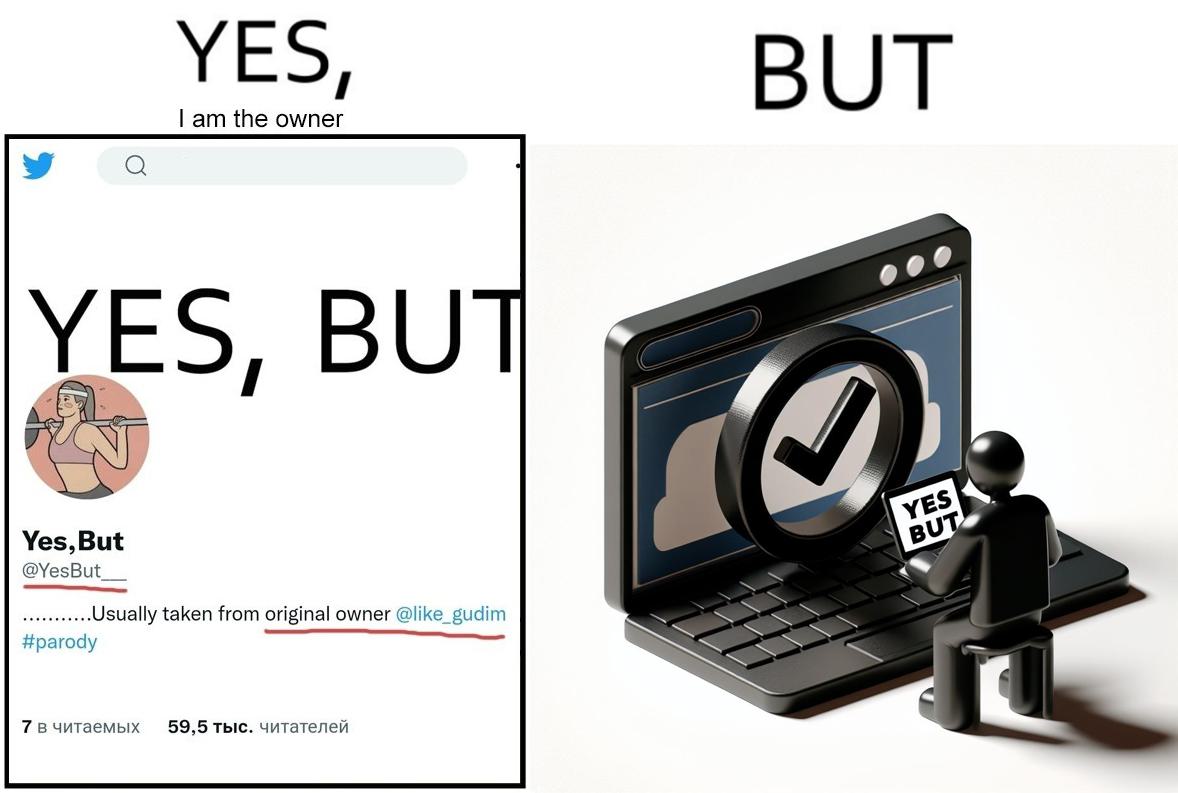 YES,
I am the owner
YES, BUT
Yes,But
@YesBut___
...........Usually taken from original owner @like_gudim
#parody
7 в читаемых 59,5 тыс. читателей
BUT
YES
BUT